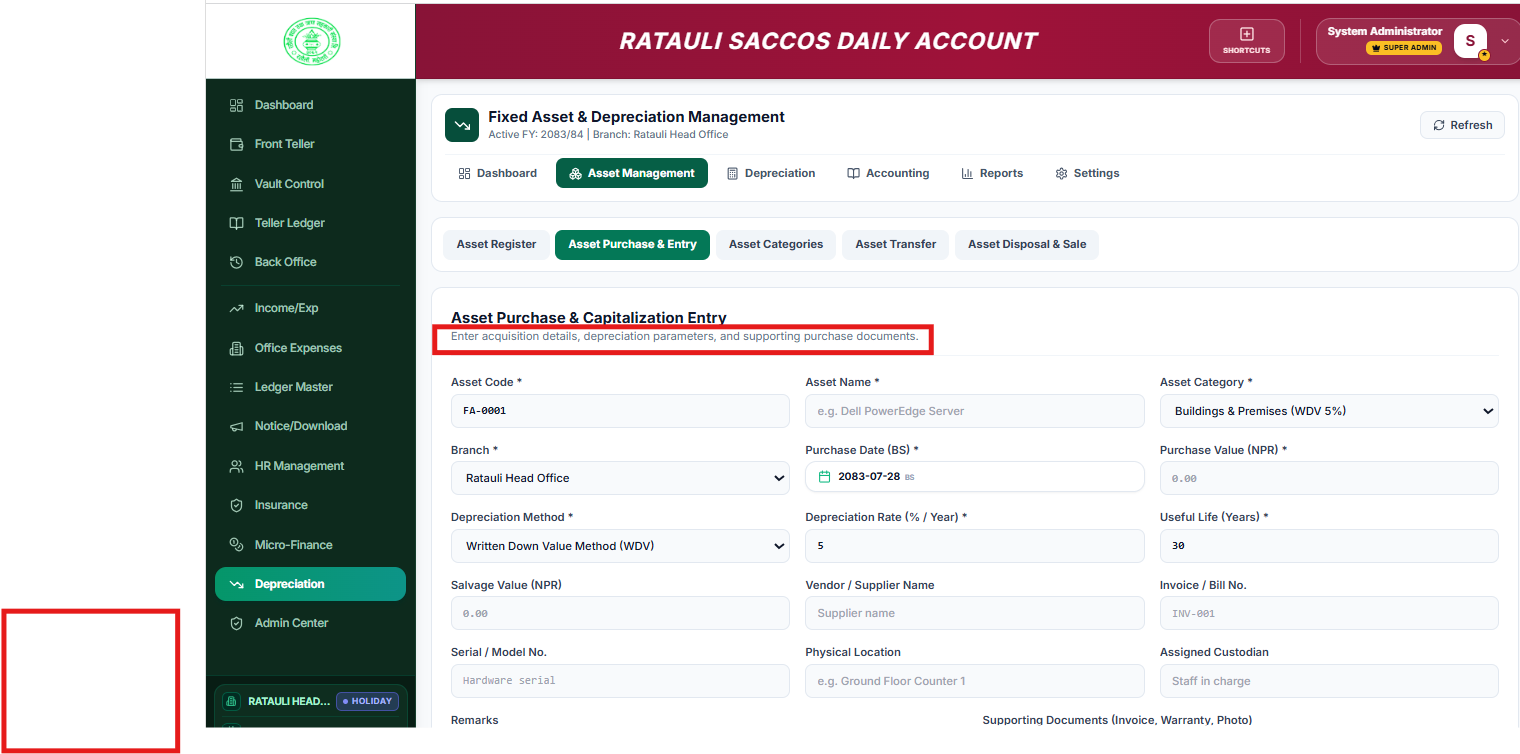 RATAULI SACCOS DAILY ACCOUNT
SHORTCUTS
System Administrator
SUPER ADMIN
S
Dashboard
Front Teller
Vault Control
Teller Ledger
Back Office
Income/Exp
Office Expenses
Ledger Master
Notice/Download
HR Management
Insurance
Micro-Finance
Depreciation
Admin Center
RATAULI HEAD... HOLIDAY
Fixed Asset & Depreciation Management
Active FY: 2083/84 | Branch: Ratauli Head Office
Refresh
Dashboard Asset Management Depreciation Accounting Reports Settings
Asset Register Asset Purchase & Entry Asset Categories Asset Transfer Asset Disposal & Sale
Asset Purchase & Capitalization Entry
Enter acquisition details, depreciation parameters, and supporting purchase documents.
Asset Code * Asset Name * Asset Category *
FA-0001 e.g. Dell PowerEdge Server Buildings & Premises (WDV 5%)
Branch * Purchase Date (BS) * Purchase Value (NPR) *
Ratauli Head Office 2083-07-28 BS 0.00
Depreciation Method * Depreciation Rate (% / Year) * Useful Life (Years) *
Written Down Value Method (WDV) 5 30
Salvage Value (NPR) Vendor / Supplier Name Invoice / Bill No.
0.00 Supplier name INV-001
Serial / Model No. Physical Location Assigned Custodian
Hardware serial e.g. Ground Floor Counter 1 Staff in charge
Remarks Supporting Documents (Invoice, Warranty, Photo)